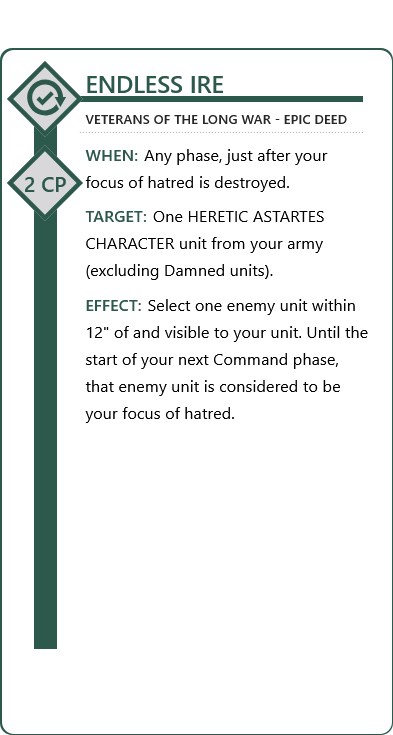 ENDLESS IRE
VETERANS OF THE LONG WAR - EPIC DEED
2 CP
WHEN: Any phase, just after your
focus of hatred is destroyed.
TARGET: One HERETIC ASTARTES
CHARACTER unit from your army
(excluding Damned units).
EFFECT: Select one enemy unit within
12" of and visible to your unit. Until the
start of your next Command phase,
that enemy unit is considered to be
your focus of hatred.